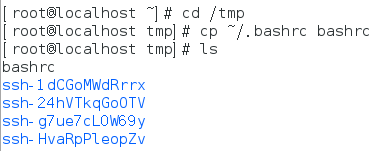 [root@localhost ~]# cd /tmp
[root@localhost tmp]# cp ~/.bashrc bashrc
[root@localhost tmp]# ls
bashrc
ssh-1dCGoMWdRrrx
ssh-24hVTkqGoOTV
ssh-g7ue7cL0W69y
ssh-HvaRpPleopZv